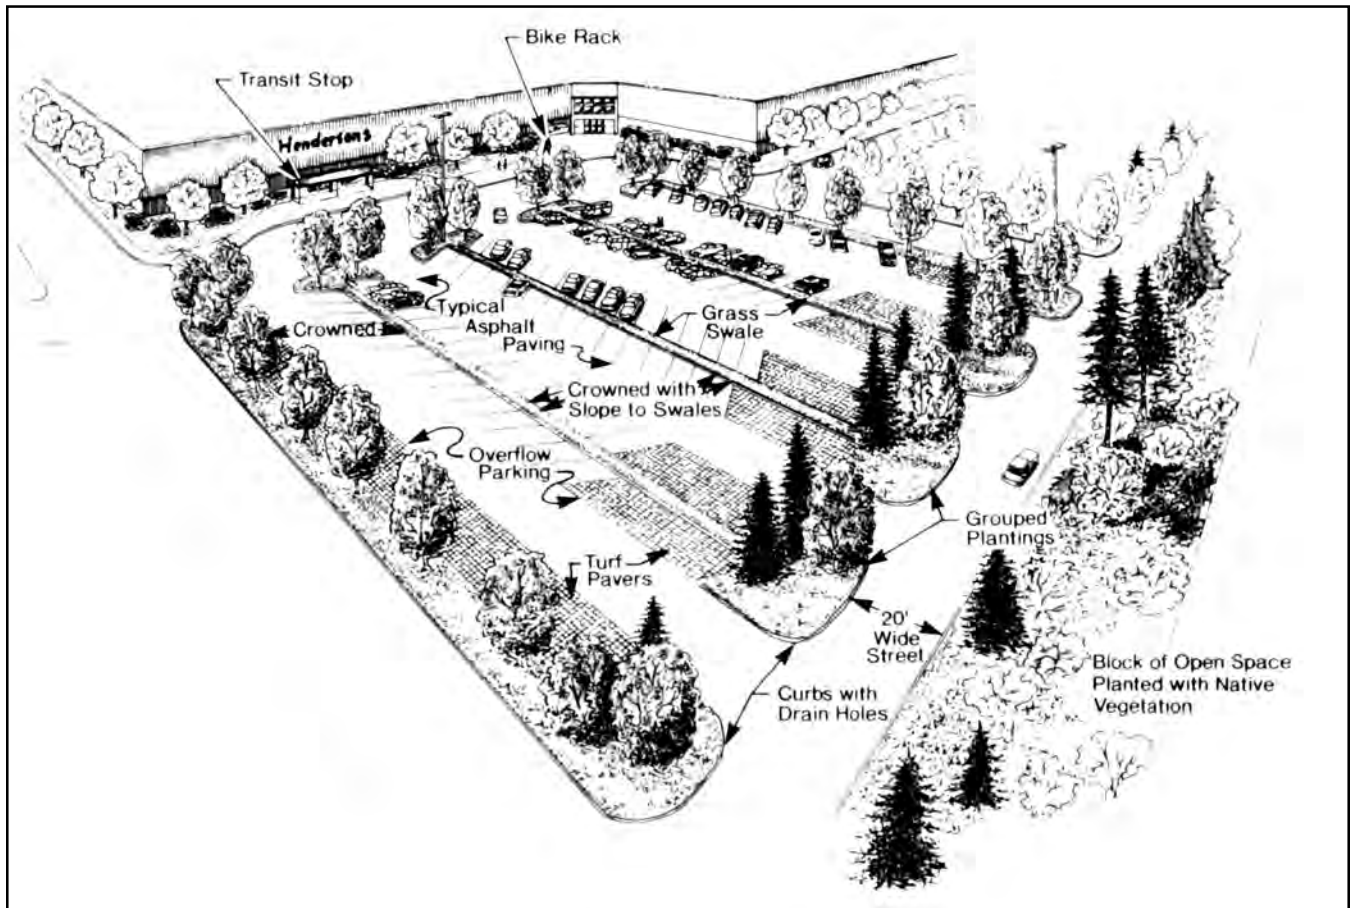 Bike Rack
Transit Stop
Hendersons
Typical
Asphalt
Paving
Crowned
Grass
Swale
Crowned with
Slope to Swales
Overflow
Parking
Grouped
Plantings
Turf
Pavers
20'
Wide
Street
Block of Open Space
Planted with Native
Vegetation
Curbs with
Drain Holes